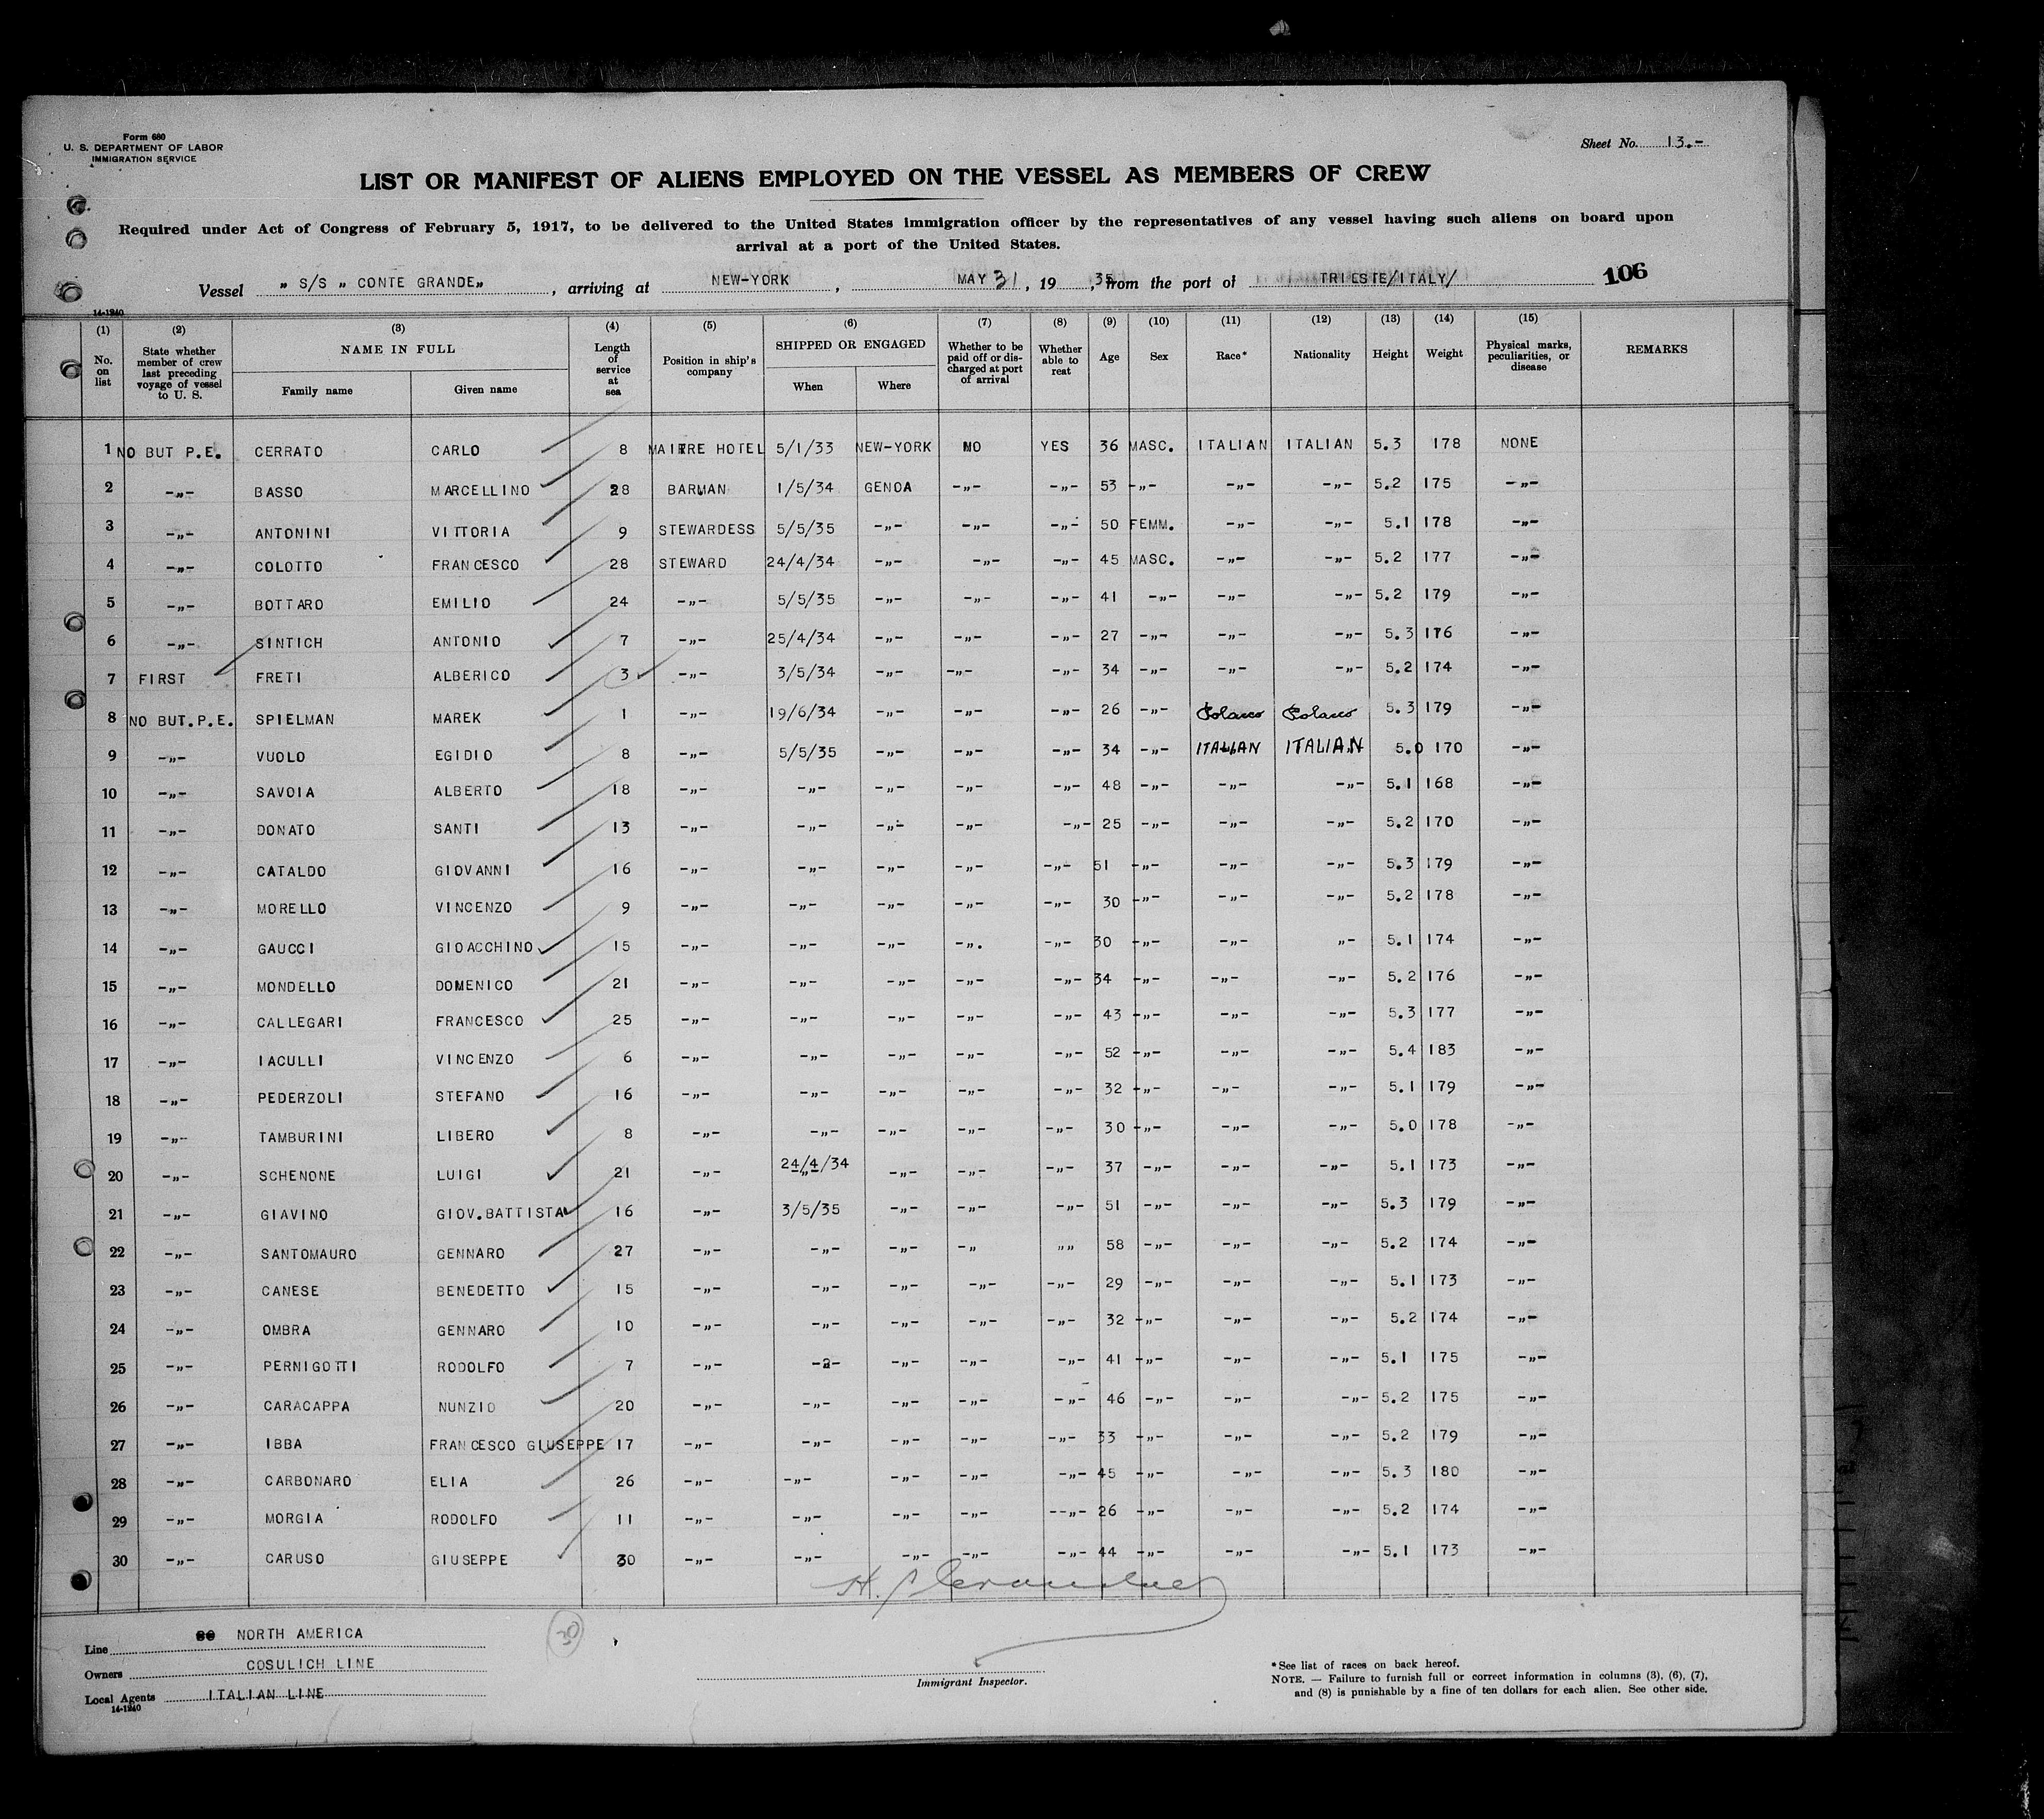 Form 680
U. S. DEPARTMENT OF LABOR
IMMIGRATION SERVICE
Sheet No. 13.-
LIST OR MANIFEST OF ALIENS EMPLOYED ON THE VESSEL AS MEMBERS OF CREW
Required under Act of Congress of February 5, 1917, to be delivered to the United States immigration officer by the representatives of any vessel having such aliens on board upon
arrival at a port of the United States.
Vessel „ S/S „ CONTE GRANDE„ , arriving at NEW-YORK , MAY 31 , 19 35 , from the port of TRIESTE/ITALY/ 106
14-1240
(1) (2) (3) (4) (5) (6) (7) (8) (9) (10) (11) (12) (13) (14) (15)
No. on list State whether member of crew last preceding voyage of vessel to U. S. NAME IN FULL Family name Given name Length of service at sea Position in ship's company SHIPPED OR ENGAGED When Where Whether to be paid off or discharged at port of arrival Whether able to reat Age Sex Race* Nationality Height Weight Physical marks, peculiarities, or disease REMARKS
1 NO BUT P.E. CERRATO CARLO 8 MAITRE HOTEL 5/1/33 NEW-YORK NO YES 36 MASC. ITALIAN ITALIAN 5.3 178 NONE
2 -„- BASSO MARCELLINO 28 BARMAN 1/5/34 GENOA -„- -„- 53 -„- -„- -„- 5.2 175 -„-
3 -„- ANTONINI VITTORIA 9 STEWARDESS 5/5/35 -„- -„- -„- 50 FEMM. -„- -„- 5.1 178 -„-
4 -„- COLOTTO FRANCESCO 28 STEWARD 24/4/34 -„- -„- -„- 45 MASC. -„- -„- 5.2 177 -„-
5 -„- BOTTARO EMILIO 24 -„- 5/5/35 -„- -„- -„- 41 -„- -„- -„- 5.2 179 -„-
6 -„- SINTICH ANTONIO 7 -„- 25/4/34 -„- -„- -„- 27 -„- -„- -„- 5.3 176 -„-
7 FIRST FRETI ALBERICO 3 -„- 3/5/34 -„- -„- -„- 34 -„- -„- -„- 5.2 174 -„-
8 NO BUT.P.E. SPIELMAN MAREK 1 -„- 19/6/34 -„- -„- -„- 26 -„- Polacco Polacco 5.3 179 -„-
9 -„- VUOLO EGIDIO 8 -„- 5/5/35 -„- -„- -„- 34 -„- ITALIAN ITALIAN 5.0 170 -„-
10 -„- SAVOIA ALBERTO 18 -„- -„- -„- -„- -„- 48 -„- -„- -„- 5.1 168 -„-
11 -„- DONATO SANTI 13 -„- -„- -„- -„- -„- 25 -„- -„- -„- 5.2 170 -„-
12 -„- CATALDO GIOVANNI 16 -„- -„- -„- -„- -„- 51 -„- -„- -„- 5.3 179 -„-
13 -„- MORELLO VINCENZO 9 -„- -„- -„- -„- -„- 30 -„- -„- -„- 5.2 178 -„-
14 -„- GAUCCI GIOACCHINO 15 -„- -„- -„- -„. -„- 30 -„- -„- „- 5.1 174 -„-
15 -„- MONDELLO DOMENICO 21 -„- -„- -„- -„- -„- 34 -„- -„- -„- 5.2 176 -„-
16 -„- CALLEGARI FRANCESCO 25 -„- -„- -„- -„- -„- 43 -„- -„- -„- 5.3 177 -„-
17 -„- IACULLI VINCENZO 6 -„- -„- -„- -„- -„- 52 -„- -„- -„- 5.4 183 -„-
18 -„- PEDERZOLI STEFANO 16 -„- -„- -„- -„- -„- 32 -„- -„- -„- 5.1 179 -„-
19 -„- TAMBURINI LIBERO 8 -„- -„- -„- -„- -„- 30 -„- -„- -„- 5.0 178 -„-
20 -„- SCHENONE LUIGI 21 -„- 24/4/34 -„- -„- -„- 37 -„- -„- -„- 5.1 173 -„-
21 -„- GIAVINO GIOV.BATTISTA 16 -„- 3/5/35 -„- -„- -„- 51 -„- -„- -„- 5.3 179 -„-
22 -„- SANTOMAURO GENNARO 27 -„- -„- -„- -„ „„ 58 -„- -„- -„- 5.2 174 -„-
23 -„- CANESE BENEDETTO 15 -„- -„- -„- -„- -„- 29 -„- -„- -„- 5.1 173 -„-
24 -„- OMBRA GENNARO 10 -„- -„- -„- -„- -„- 32 -„- -„- -„- 5.2 174 -„-
25 -„- PERNIGOTTI RODOLFO 7 -„- -2- -„- -„- -„- 41 -„- -„- -„- 5.1 175 -„-
26 -„- CARACAPPA NUNZIO 20 -„- -„- -„- -„- -„- 46 -„- -„- -„- 5.2 175 -„-
27 -„- IBBA FRANCESCO GIUSEPPE 17 -„- -„- -„- -„- -„- 33 -„- -„- -„- 5.2 179 -„-
28 -„- CARBONARO ELIA 26 -„- -„- -„- -„- -„- 45 -„- -„- -„- 5.3 180 -„-
29 -„- MORGIA RODOLFO 11 -„- -„- -„- -„- --„- 26 -„- -„- -„- 5.2 174 -„-
30 -„- CARUSO GIUSEPPE 30 -„- -„- -„- -„- -„- 44 -„- -„- -„- 5.1 173 -„-
Line NORTH AMERICA
30
Owners COSULICH LINE
Local Agents ITALIAN LINE
14-1240
Immigrant Inspector.
*See list of races on back hereof.
NOTE. — Failure to furnish full or correct information in columns (3), (6), (7),
and (8) is punishable by a fine of ten dollars for each alien. See other side.